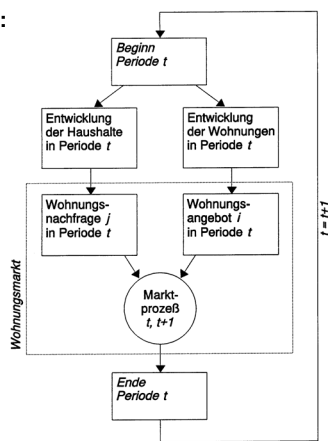 :
Beginn
Periode t
Entwicklung
der Haushalte
in Periode t
Entwicklung
der Wohnungen
in Periode t
Wohnungs-
nachfrage j
in Periode t
Wohnungs-
angebot i
in Periode t
Markt-
prozeß
t, t+1
Wohnungsmarkt
t = t+1
Ende
Periode t